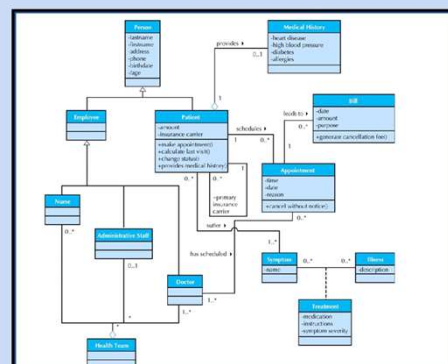 Person
-lastname
-firstname
-address
-phone
-birthdate
-/age
Medical History
-heart disease
-high blood pressure
-diabetes
-allergies
provides
0..1
1
Employee
Patient
-amount
-insurance carrier
+make appointment()
+calculate last visit()
+change status()
+provides medical history()
0..*
0..*
1
schedules
1
0..*
Bill
-date
-amount
-purpose
+generate cancellation fee()
leads to
0..*
1
Appointment
-time
-date
-reason
+cancel without notice()
0..*
+primary
insurance
carrier
suffer
1..*
Nurse
0..*
Administrative Staff
0..1
Doctor
1..*
1..*
has scheduled
Symptom
-name
0..*
0..*
Illness
-description
Treatment
-medication
-instructions
-symptom severity
*
*
Health Team